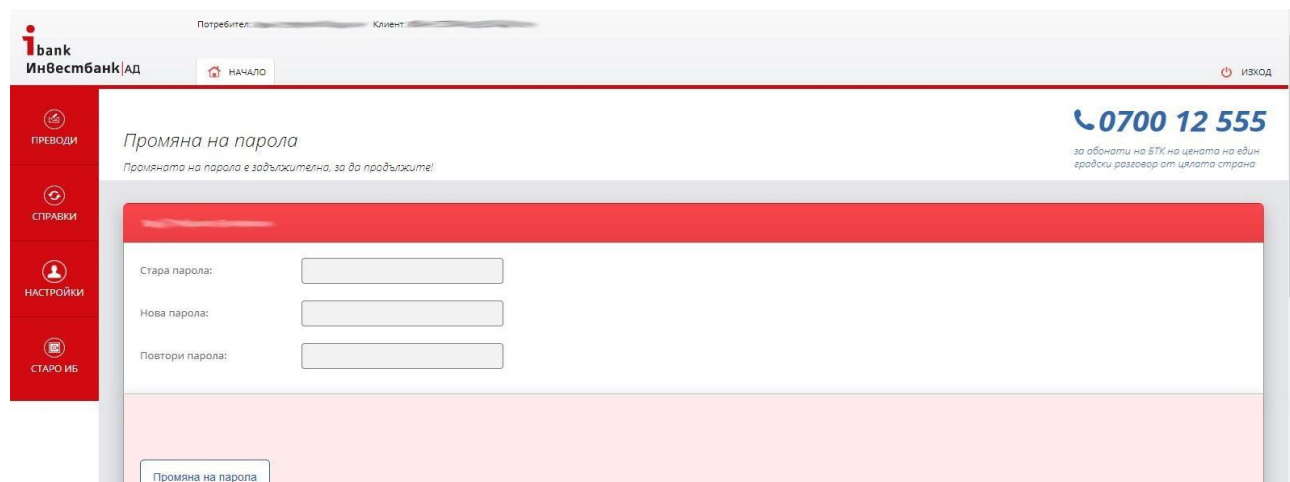 Потребител: Клиент:
ibank
Инвестбанк|АД
НАЧАЛО
ИЗХОД
ПРЕВОДИ
СПРАВКИ
НАСТРОЙКИ
СТАРО ИБ
Промяна на парола
Промяната на парола е задължителна, за да продължите!
0700 12 555
за абонати на БТК на цената на един
градски разговор от цялата страна
Стара парола:
Нова парола:
Повтори парола:
Промяна на парола